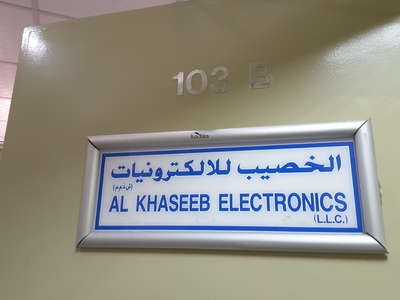 103 B
الخصيب للالكترونيات
(ش.ذ.م.م)
AL KHASEEB ELECTRONICS
(L.L.C.)